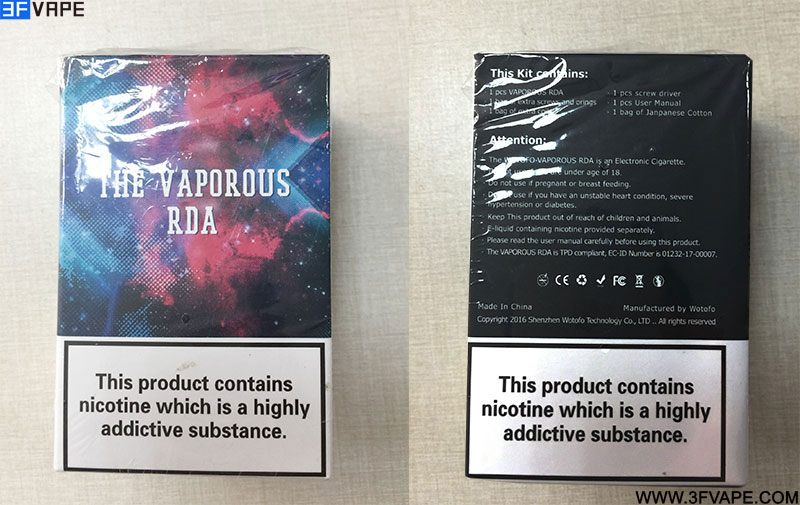 3FVAPE
THE VAPOROUS
RDA
This product contains
nicotine which is a highly
addictive substance.
This Kit contains:
1 pcs VAPOROUS RDA
extra screws and orings
1 bag of extra
· 1 pcs screw driver
· 1 pcs User Manual
· 1 bag of Janpanese Cotton
Attention:
The WOTOFO VAPOROUS RDA is an Electronic Cigarette.
use are under age of 18.
Do not use if pregnant or breast feeding.
use if you have an unstable heart condition, severe
hypertension or diabetes.
Keep This product out of reach of children and animals.
E-liquid containing nicotine provided separately.
Please read the user manual carefully before using this product.
The VAPOROUS RDA is TPD compliant, EC-ID Number is 01232-17-00007.
CE FC
Made In China
Manufactured by Wotofo
Copyright 2016 Shenzhen Wotofo Technology Co., LTD .. All rights reserved
This product contains
nicotine which is a highly
addictive substance.
WWW.3FVAPE.COM